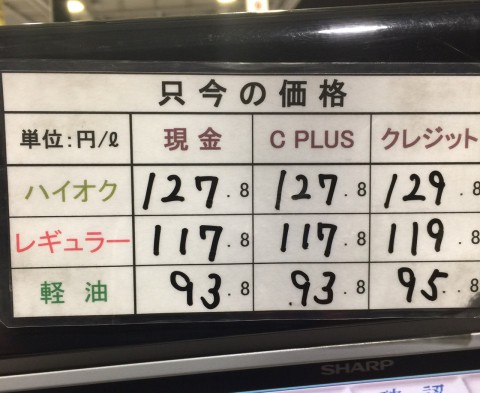 只今の価格
単位:円/ℓ 現金 C PLUS クレジット
ハイオク 127.8 127.8 129.8
レギュラー 117.8 117.8 119.8
軽油 93.8 93.8 95.8
SHARP
確認